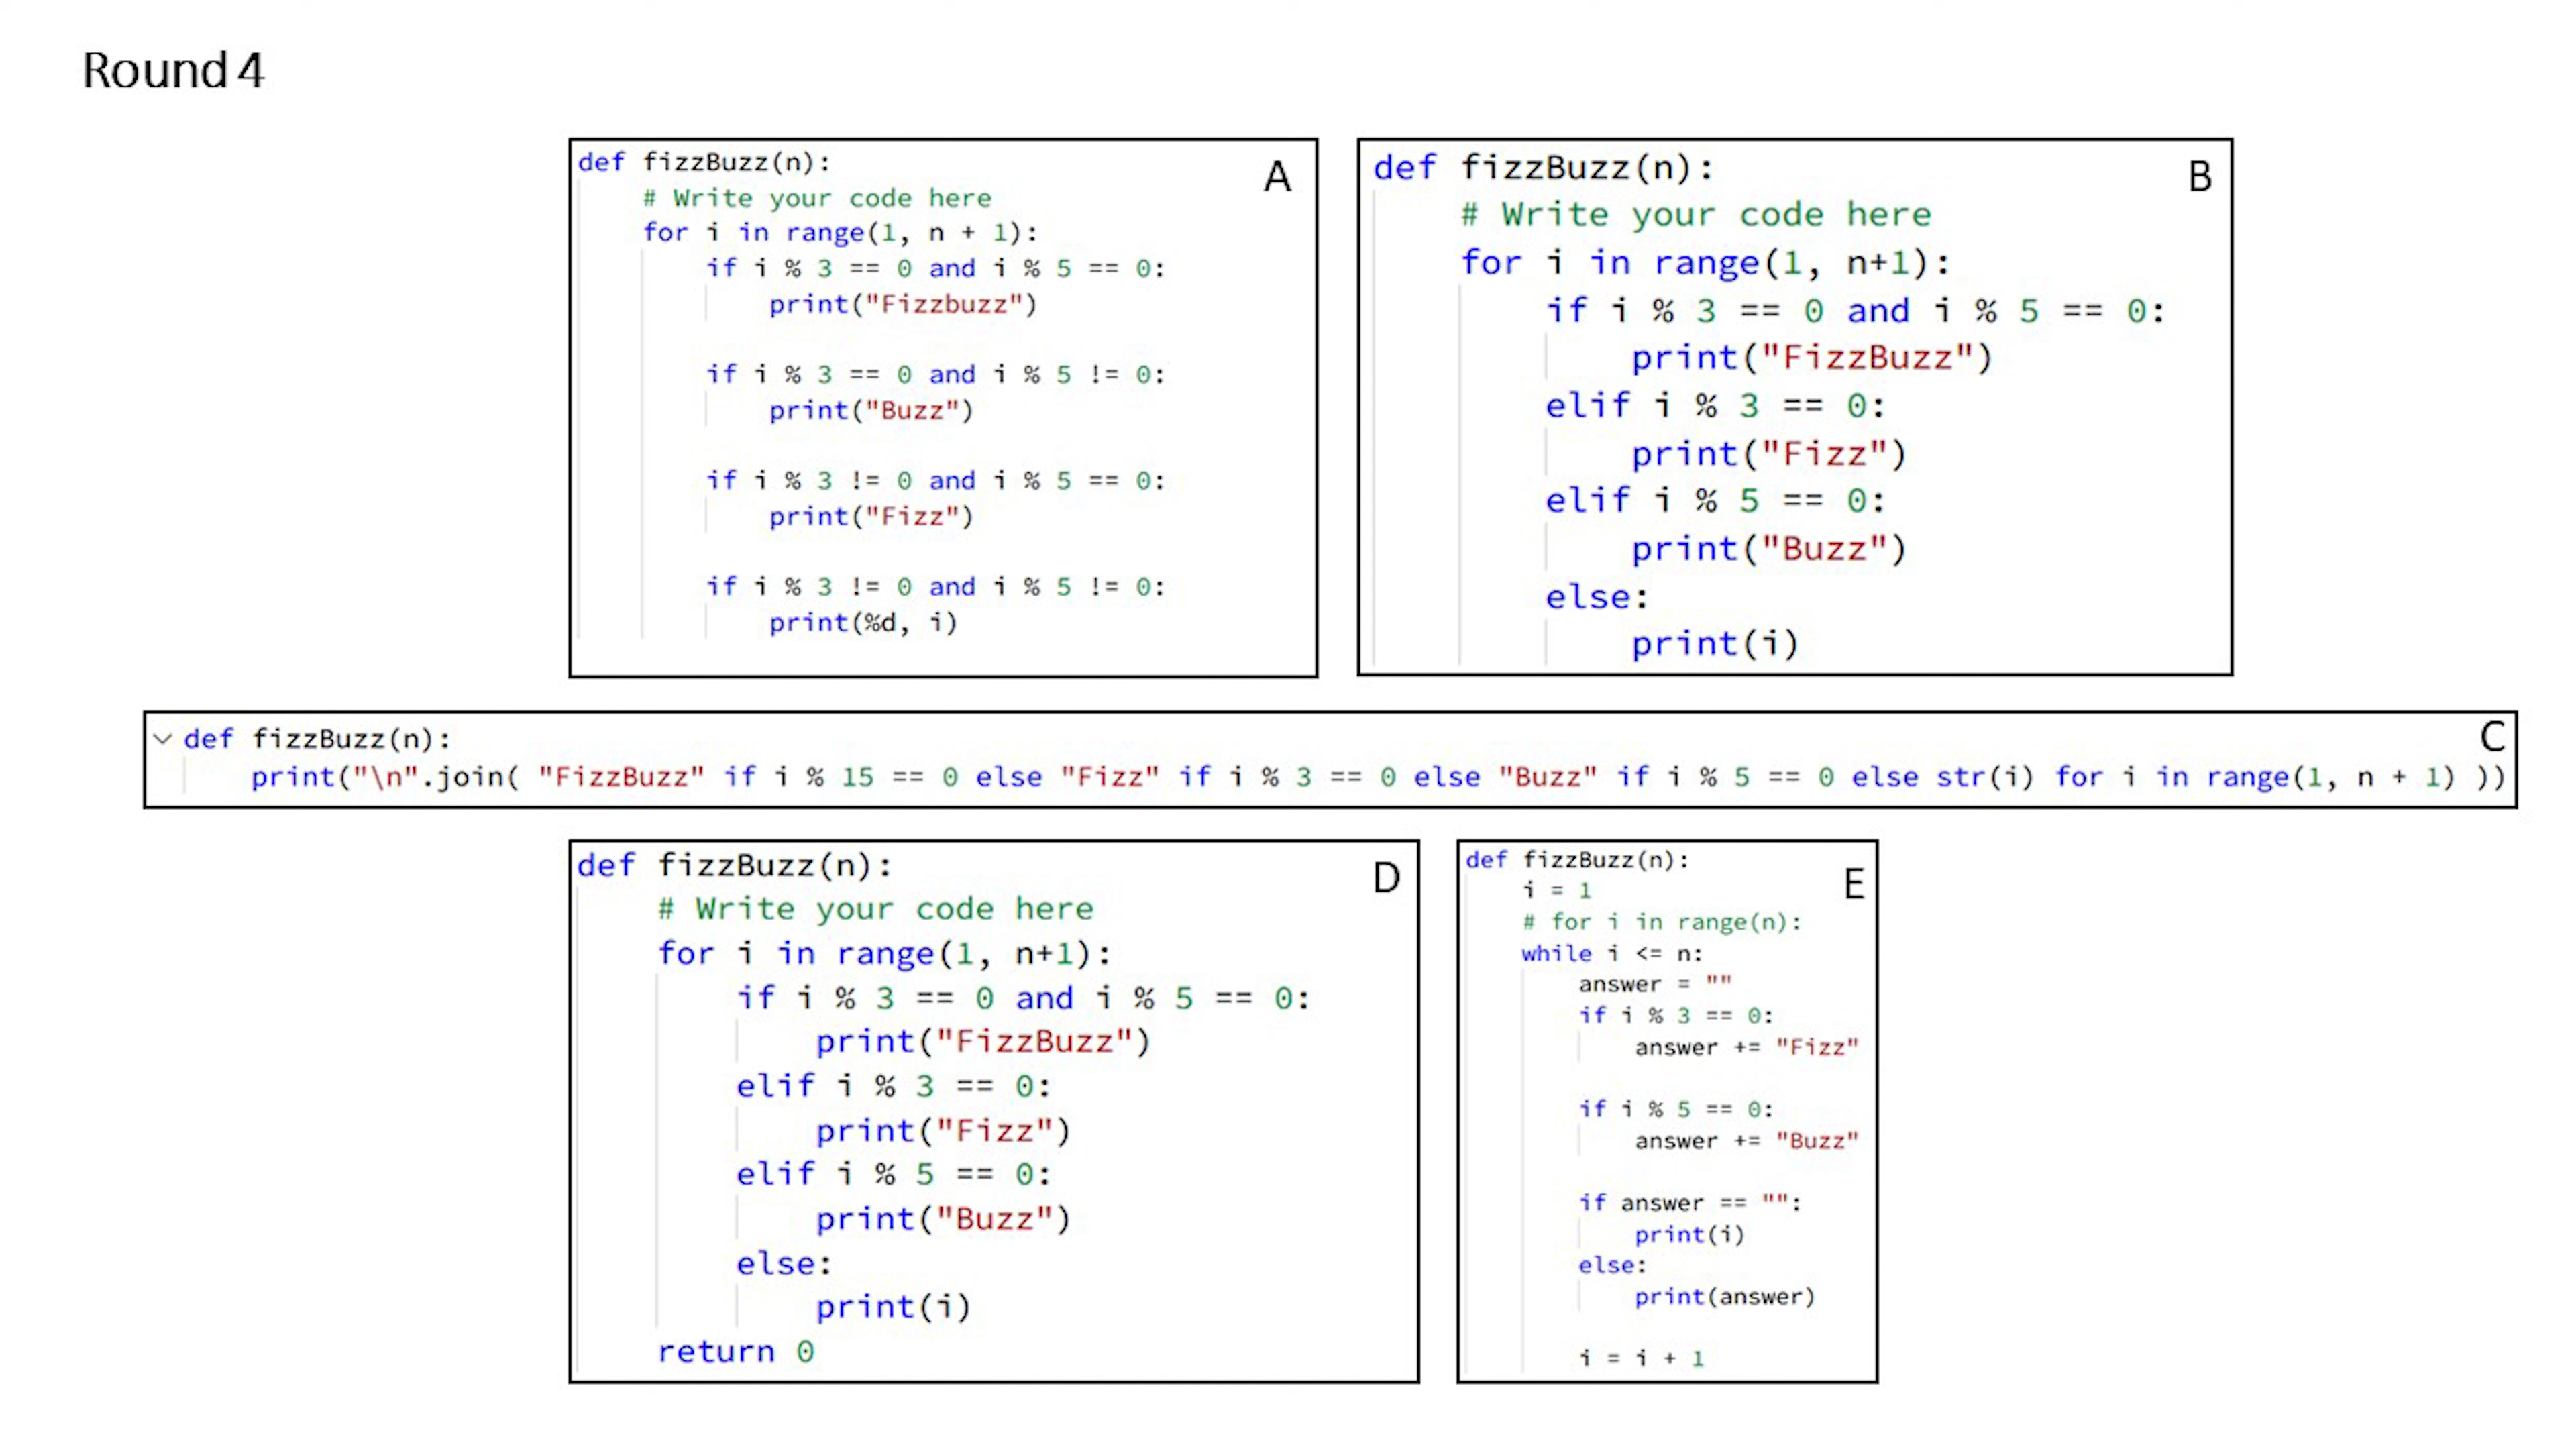 Round 4
A
def fizzBuzz(n):
    # Write your code here
    for i in range(1, n + 1):
        if i % 3 == 0 and i % 5 == 0:
            print("Fizzbuzz")

        if i % 3 == 0 and i % 5 != 0:
            print("Buzz")

        if i % 3 != 0 and i % 5 == 0:
            print("Fizz")

        if i % 3 != 0 and i % 5 != 0:
            print(%d, i)
B
def fizzBuzz(n):
    # Write your code here
    for i in range(1, n+1):
        if i % 3 == 0 and i % 5 == 0:
            print("FizzBuzz")
        elif i % 3 == 0:
            print("Fizz")
        elif i % 5 == 0:
            print("Buzz")
        else:
            print(i)
C
def fizzBuzz(n):
    print("\n".join( "FizzBuzz" if i % 15 == 0 else "Fizz" if i % 3 == 0 else "Buzz" if i % 5 == 0 else str(i) for i in range(1, n + 1) ))
D
def fizzBuzz(n):
    # Write your code here
    for i in range(1, n+1):
        if i % 3 == 0 and i % 5 == 0:
            print("FizzBuzz")
        elif i % 3 == 0:
            print("Fizz")
        elif i % 5 == 0:
            print("Buzz")
        else:
            print(i)
    return 0
E
def fizzBuzz(n):
    i = 1
    # for i in range(n):
    while i <= n:
        answer = ""
        if i % 3 == 0:
            answer += "Fizz"

        if i % 5 == 0:
            answer += "Buzz"

        if answer == "":
            print(i)
        else:
            print(answer)

        i = i + 1